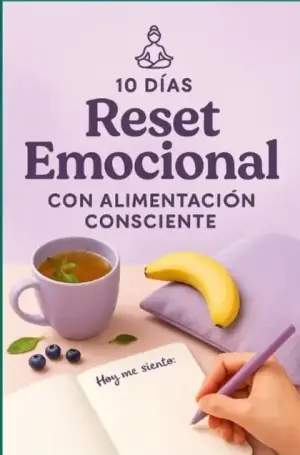 10 DÍAS
Reset
Emocional
CON ALIMENTACIÓN
CONSCIENTE
Hoy me siento: